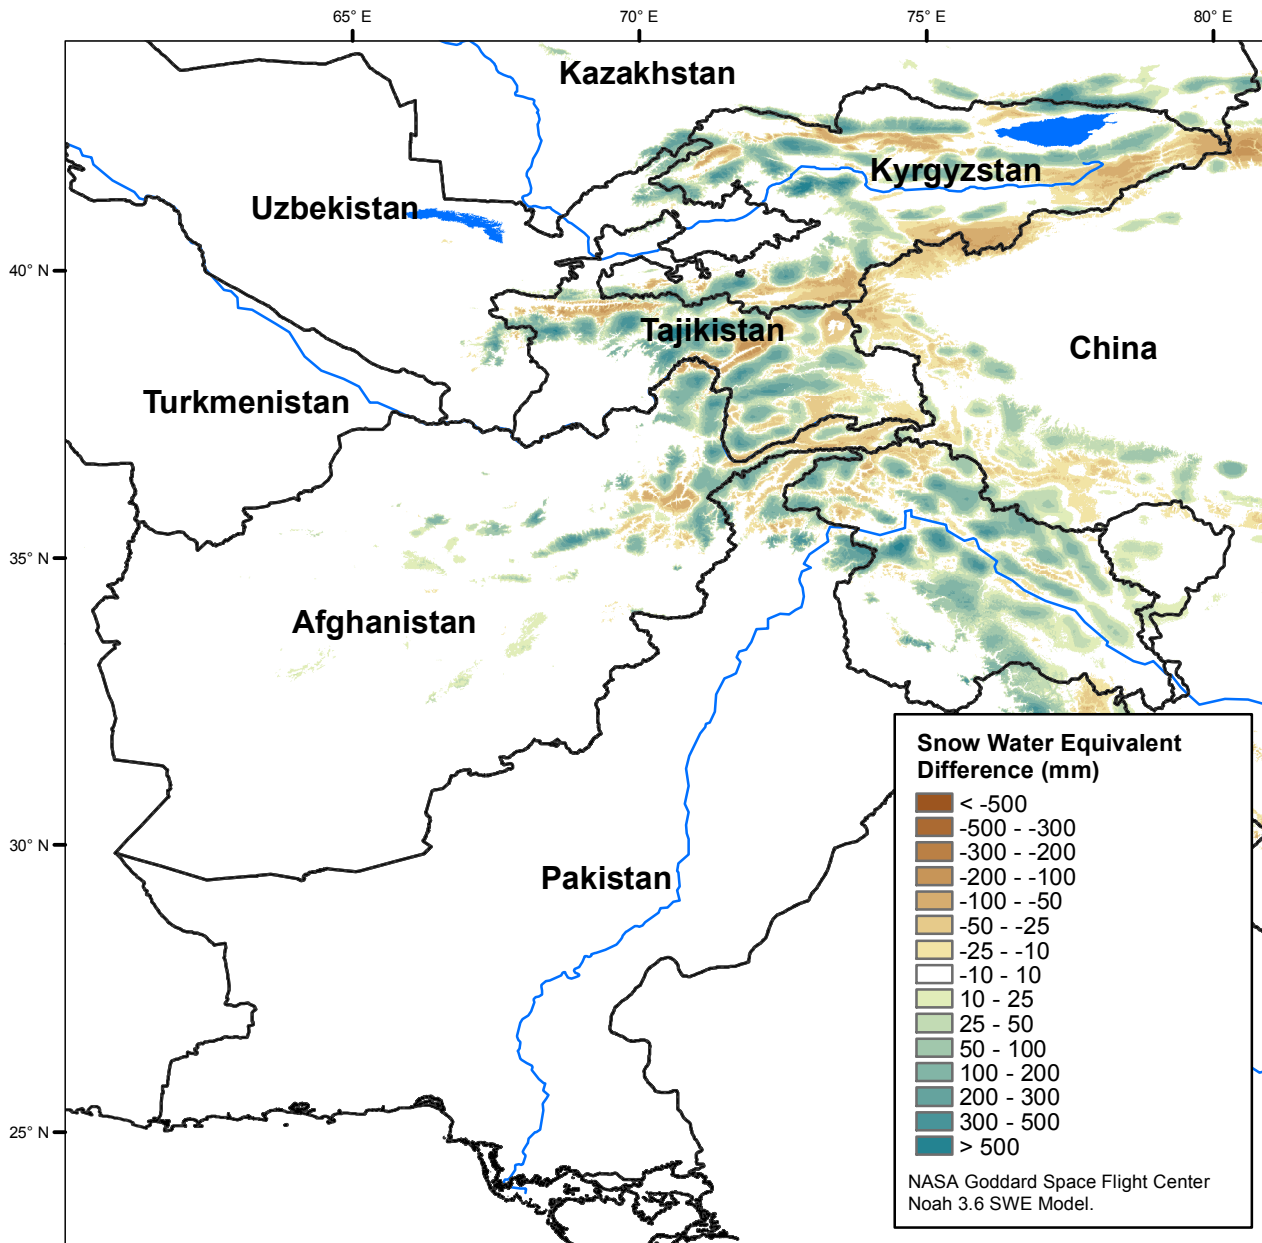 65° E 70° E 75° E 80° E
Kazakhstan
Kyrgyzstan
Uzbekistan
40° N
Tajikistan
China
Turkmenistan
35° N
Afghanistan
Snow Water Equivalent
Difference (mm)
< -500
-500 - -300
-300 - -200
-200 - -100
-100 - -50
-50 - -25
-25 - -10
-10 - 10
10 - 25
25 - 50
50 - 100
100 - 200
200 - 300
300 - 500
> 500
NASA Goddard Space Flight Center
Noah 3.6 SWE Model.
30° N
Pakistan
25° N